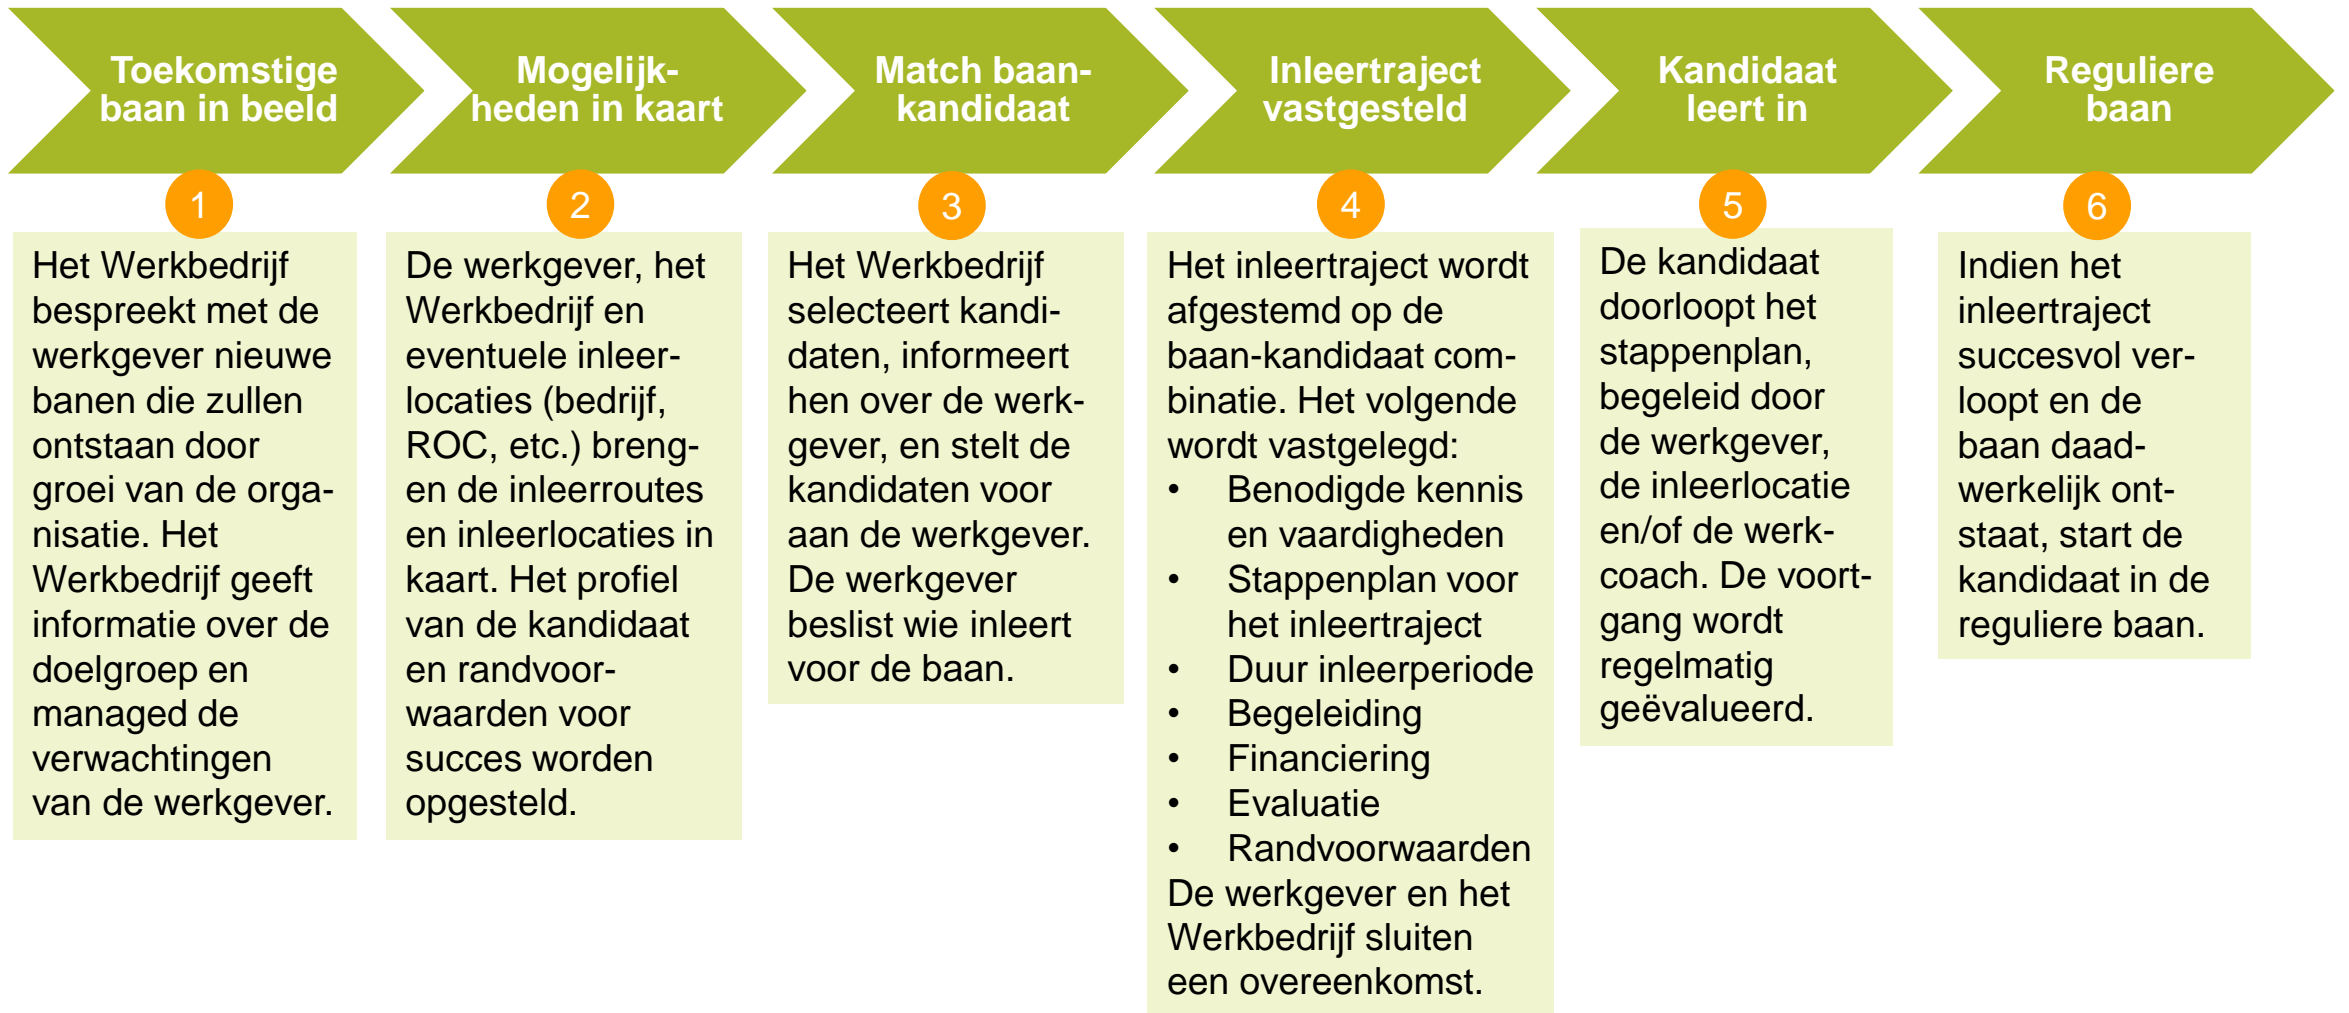 Toekomstige
baan in beeld
Mogelijk-
heden in kaart
Match baan-
kandidaat
Inleertraject
vastgesteld
Kandidaat
leert in
Reguliere
baan
1
2
3
4
5
6
Het Werkbedrijf
bespreekt met de
werkgever nieuwe
banen die zullen
ontstaan door
groei van de orga-
nisatie. Het
Werkbedrijf geeft
informatie over de
doelgroep en
managed de
verwachtingen
van de werkgever.
De werkgever, het
Werkbedrijf en
eventuele inleer-
locaties (bedrijf,
ROC, etc.) breng-
en de inleerroutes
en inleerlocaties in
kaart. Het profiel
van de kandidaat
en randvoor-
waarden voor
succes worden
opgesteld.
Het Werkbedrijf
selecteert kandi-
daten, informeert
hen over de werk-
gever, en stelt de
kandidaten voor
aan de werkgever.
De werkgever
beslist wie inleert
voor de baan.
Het inleertraject wordt
afgestemd op de
baan-kandidaat com-
binatie. Het volgende
wordt vastgelegd:
• Benodigde kennis
en vaardigheden
• Stappenplan voor
het inleertraject
• Duur inleerperiode
• Begeleiding
• Financiering
• Evaluatie
• Randvoorwaarden
De werkgever en het
Werkbedrijf sluiten
een overeenkomst.
De kandidaat
doorloopt het
stappenplan,
begeleid door
de werkgever,
de inleerlocatie
en/of de werk-
coach. De voort-
gang wordt
regelmatig
geëvalueerd.
Indien het
inleertraject
succesvol ver-
loopt en de
baan daad-
werkelijk ont-
staat, start de
kandidaat in de
reguliere baan.